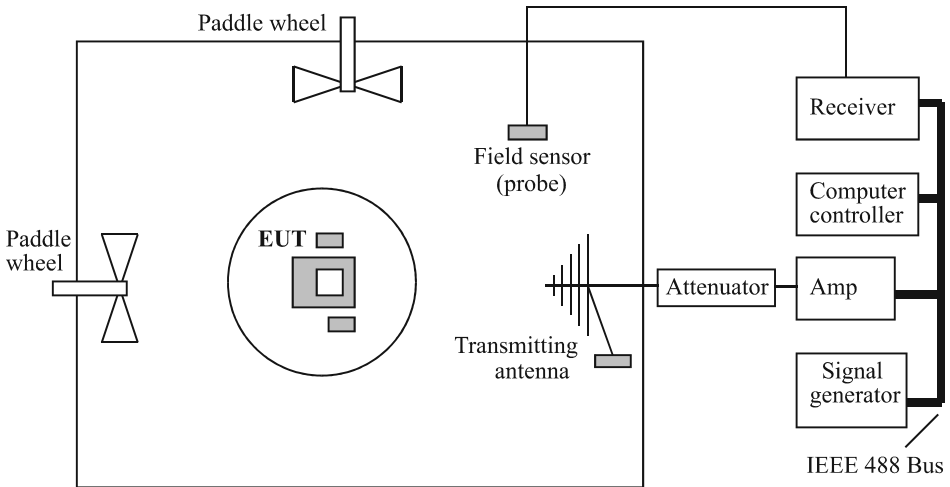 Paddle wheel
Receiver
Field sensor
(probe)
Computer
controller
Paddle
wheel
EUT
Attenuator
Amp
Transmitting
antenna
Signal
generator
IEEE 488 Bus